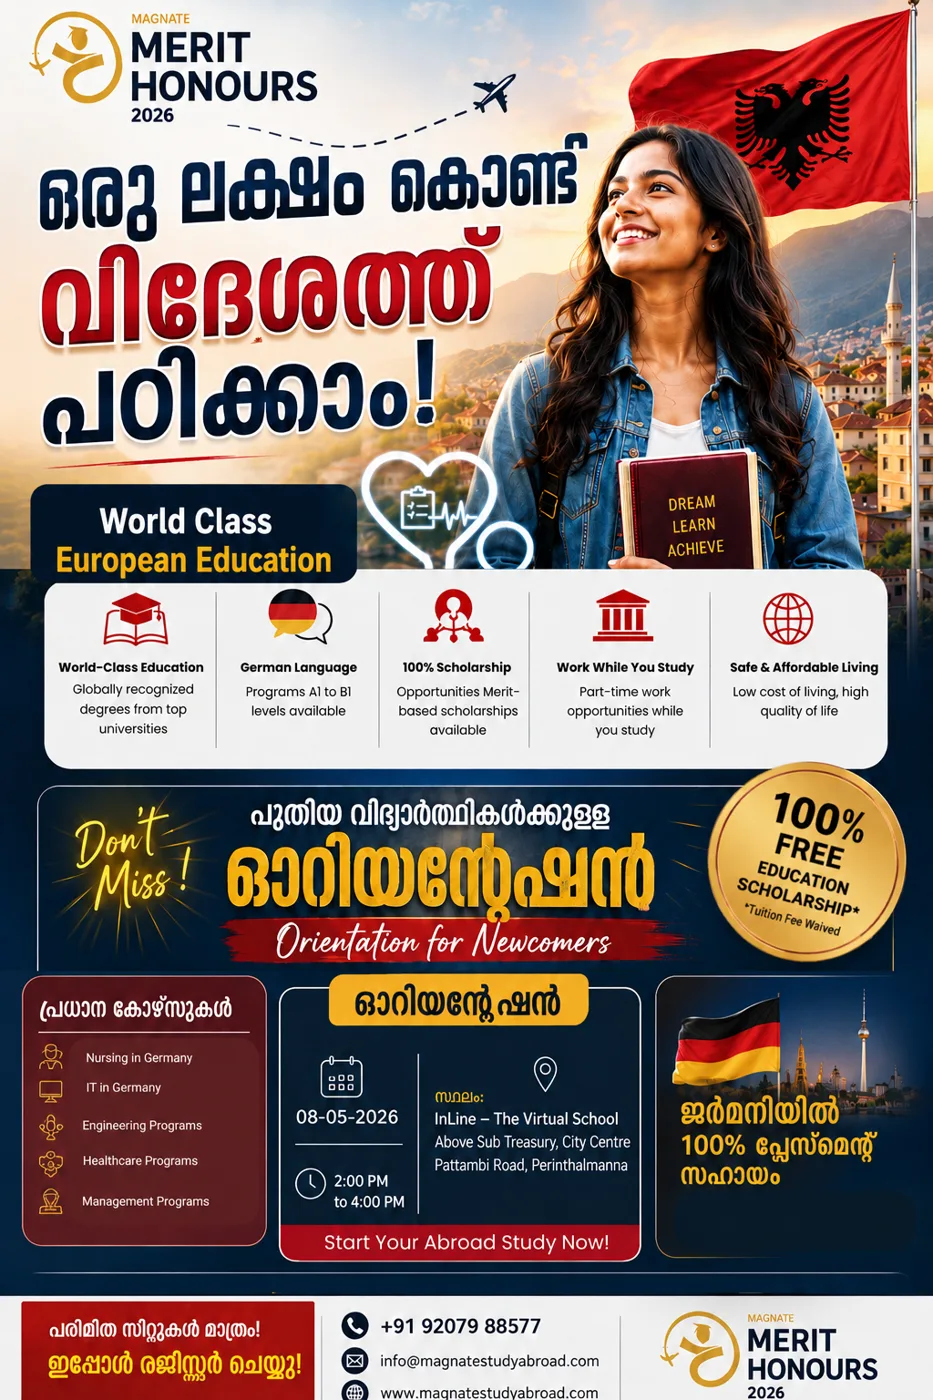 MAGNATE
MERIT
HONOURS
2026
ഒരു ലക്ഷം കൊണ്ട്
വിദേശത്ത്
പഠിക്കാം!
DREAM
LEARN
ACHIEVE
World Class
European Education
World-Class Education
Globally recognized
degrees from top
universities
German Language
Programs A1 to B1
levels available
100% Scholarship
Opportunities Merit-
based scholarships
available
Work While You Study
Part-time work
opportunities while
you study
Safe & Affordable Living
Low cost of living, high
quality of life
Don't
Miss!
പുതിയ വിദ്യാർത്ഥികൾക്കുള്ള
ഓറിയന്റേഷൻ
Orientation for Newcomers
100%
FREE
EDUCATION
SCHOLARSHIP*
*Tuition Fee Waived
പ്രധാന കോഴ്സുകൾ
Nursing in Germany
IT in Germany
Engineering Programs
Healthcare Programs
Management Programs
ഓറിയന്റേഷൻ
08-05-2026
2:00 PM
to 4:00 PM
സ്ഥലം:
InLine – The Virtual School
Above Sub Treasury, City Centre
Pattambi Road, Perinthalmanna
Start Your Abroad Study Now!
ജർമനിയിൽ
100% പ്ലേസ്മെന്റ്
സഹായം
പരിമിത സീറ്റുകൾ മാത്രം!
ഇപ്പോൾ രജിസ്റ്റർ ചെയ്യൂ!
+91 92079 88577
info@magnatestudyabroad.com
www.magnatestudyabroad.com
MAGNATE
MERIT
HONOURS
2026